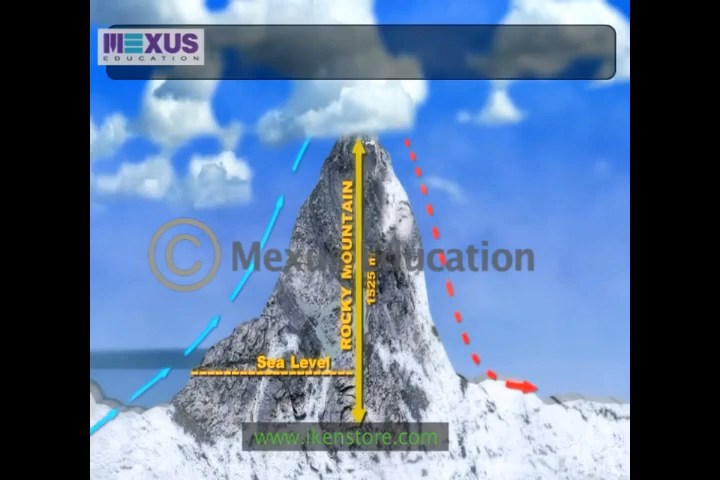 MEXUS
EDUCATION
ROCKY MOUNTAIN
1525 m
© Mexus Education
Sea Level
www.ikenstore.com